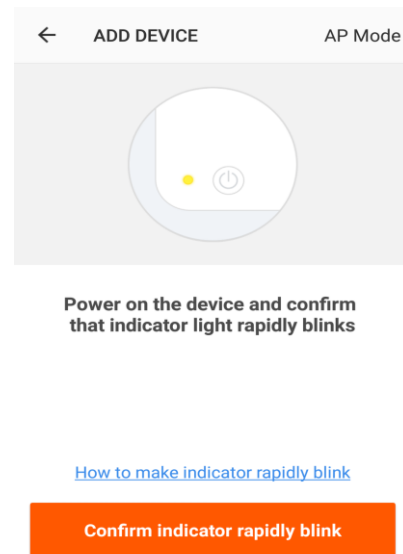 ADD DEVICE AP Mode
Power on the device and confirm
that indicator light rapidly blinks
How to make indicator rapidly blink
Confirm indicator rapidly blink